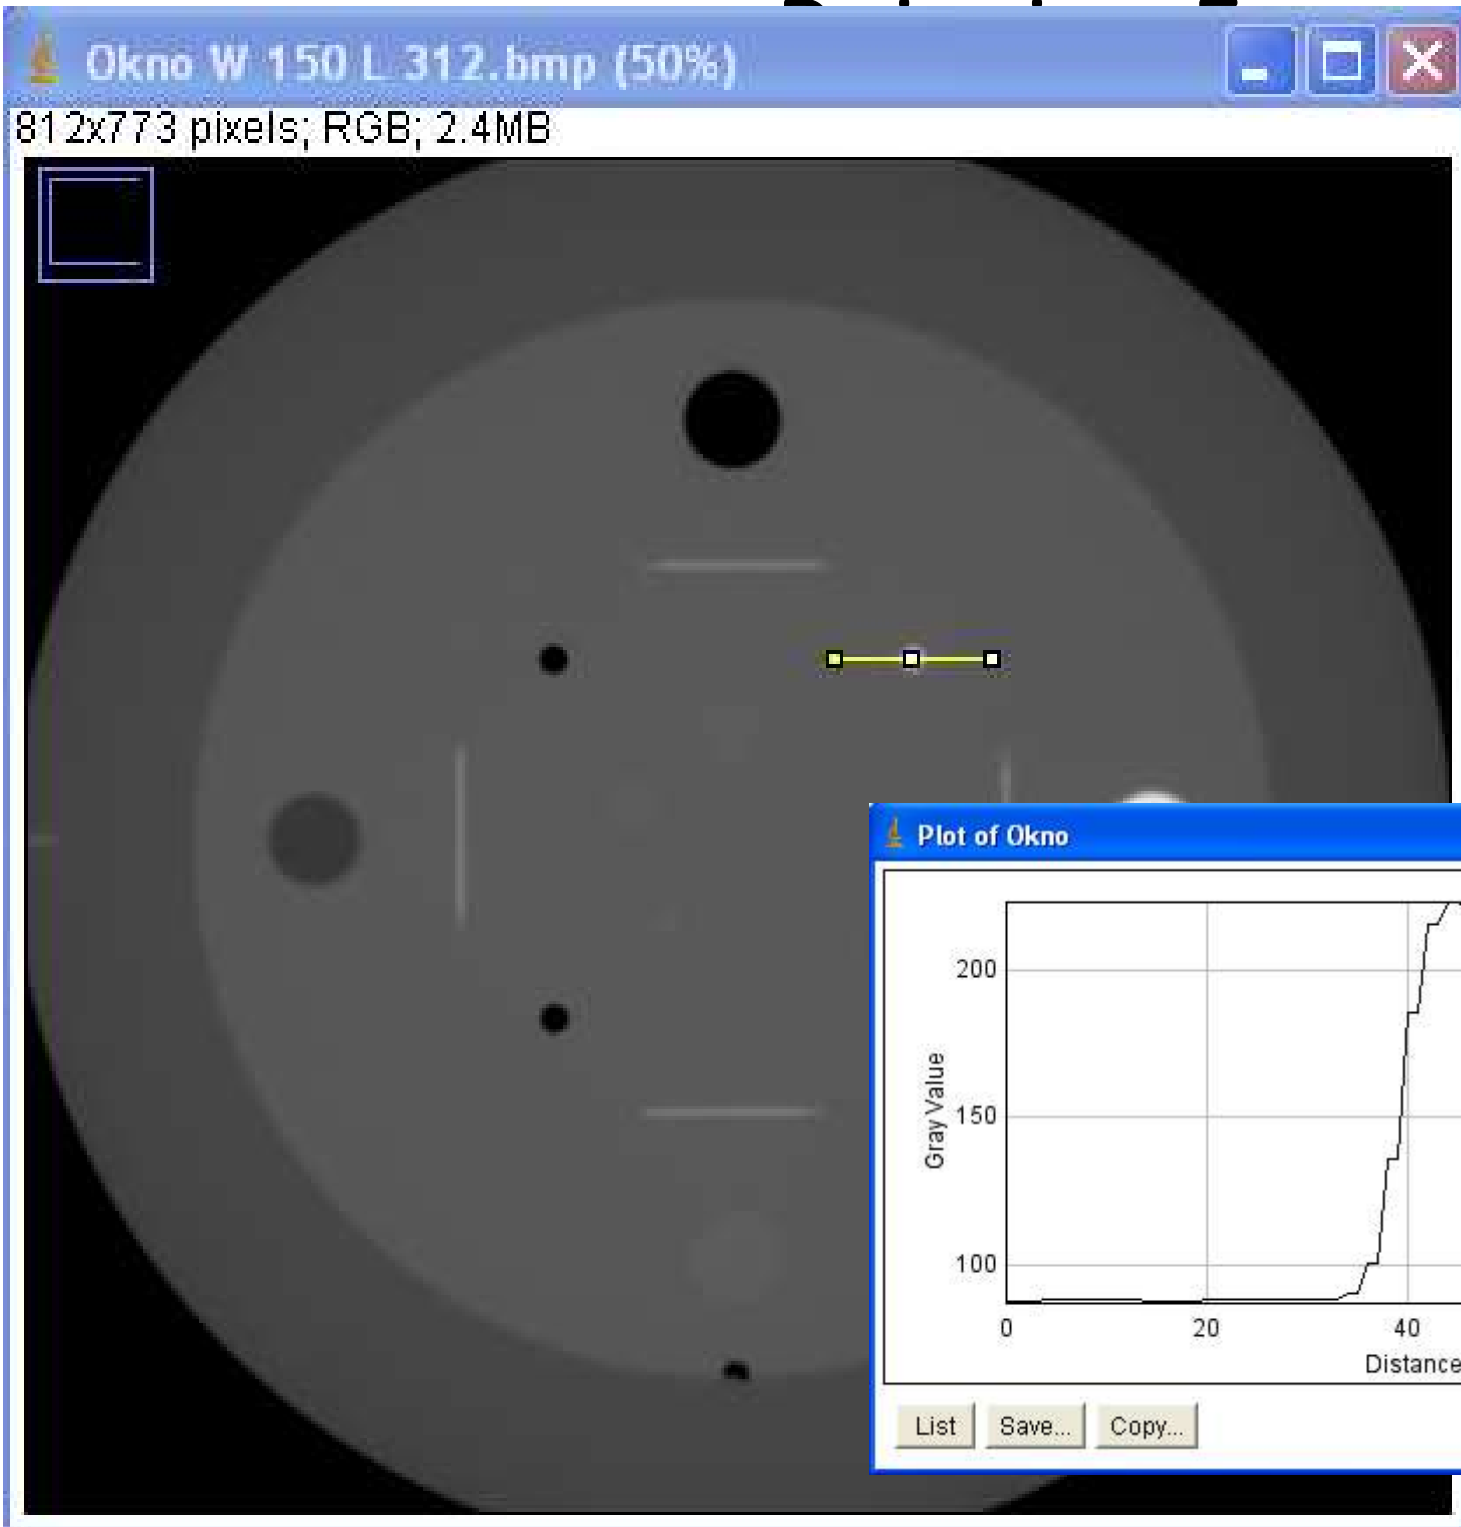 Okno W 150 L 312.bmp (50%)
812x773 pixels; RGB; 2.4MB
Plot of Okno
200
150
100
Gray Value
0 20 40
Distance
List Save... Copy...